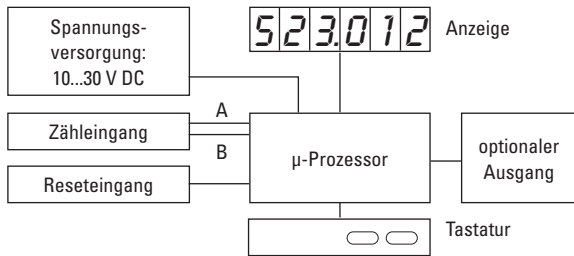 Spannungs-
versorgung:
10...30 V DC
523.012
Anzeige
A
Zähleingang
B
µ-Prozessor
optionaler
Ausgang
Reseteingang
Tastatur